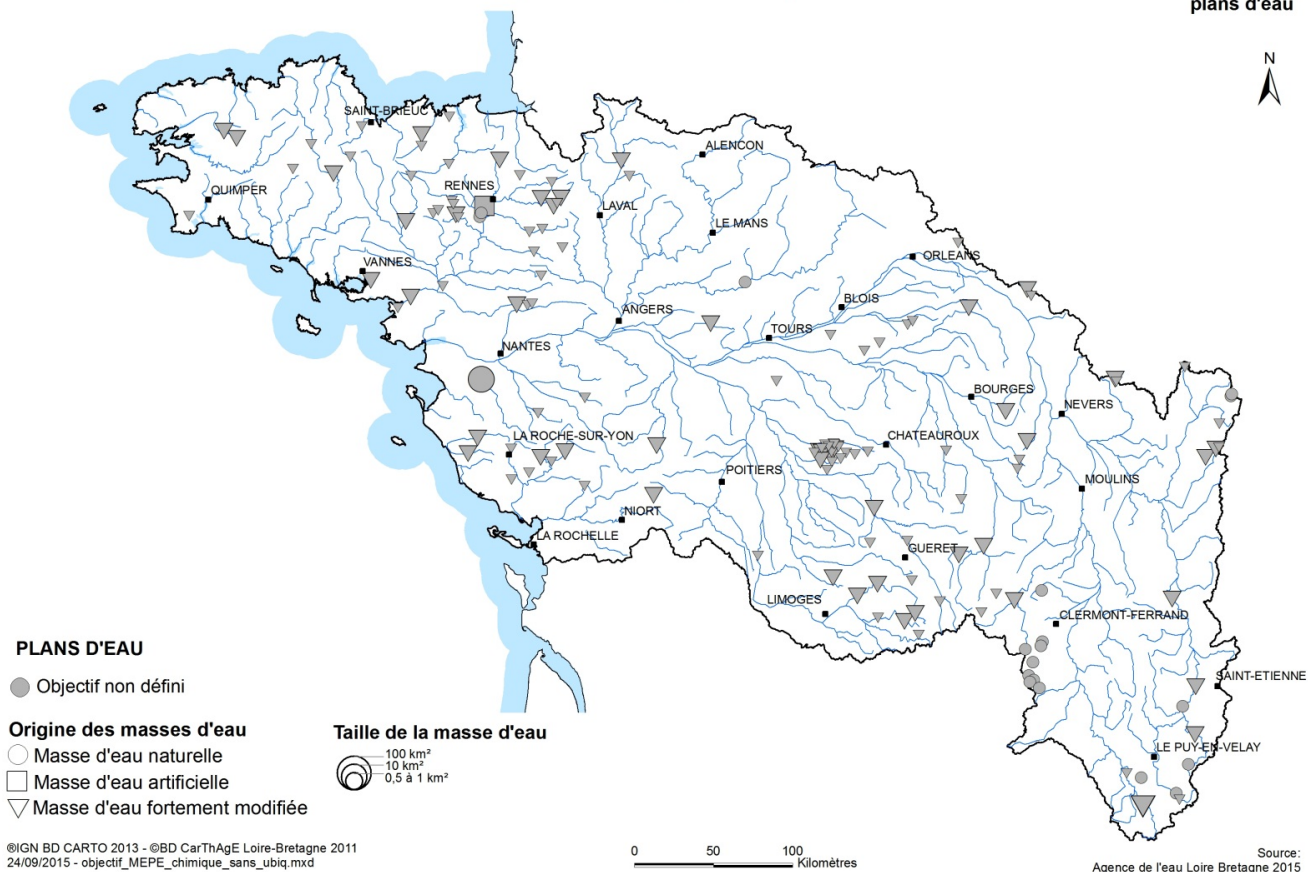 plans d'eau
N
SAINT-BRIEUC
ALENCON
QUIMPER
RENNES
LAVAL
LE MANS
ORLEANS
VANNES
BLOIS
ANGERS
TOURS
NANTES
BOURGES
NEVERS
LA ROCHE-SUR-YON
CHATEAUROUX
POITIERS
MOULINS
NIORT
LA ROCHELLE
GUERET
LIMOGES
CLERMONT-FERRAND
SAINT-ETIENNE
LE PUY-EN-VELAY
PLANS D'EAU
Objectif non défini
Origine des masses d'eau
Masse d'eau naturelle
Masse d'eau artificielle
Masse d'eau fortement modifiée
Taille de la masse d'eau
100 km²
10 km²
0,5 à 1 km²
®IGN BD CARTO 2013 - ©BD CarThAgE Loire-Bretagne 2011
24/09/2015 - objectif_MEPE_chimique_sans_ubiq.mxd
0 50 100
Kilomètres
Source:
Agence de l'eau Loire Bretagne 2015